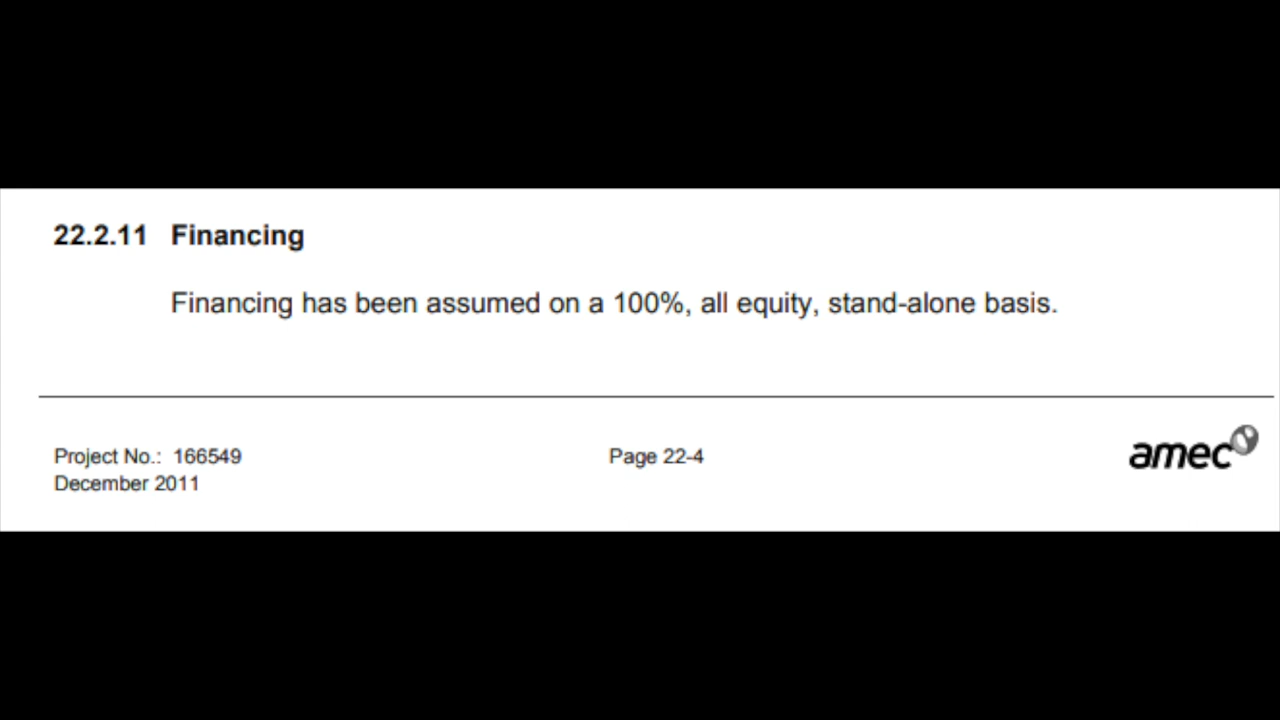 22.2.11 Financing
Financing has been assumed on a 100%, all equity, stand-alone basis.
Project No.: 166549
December 2011
Page 22-4
amec